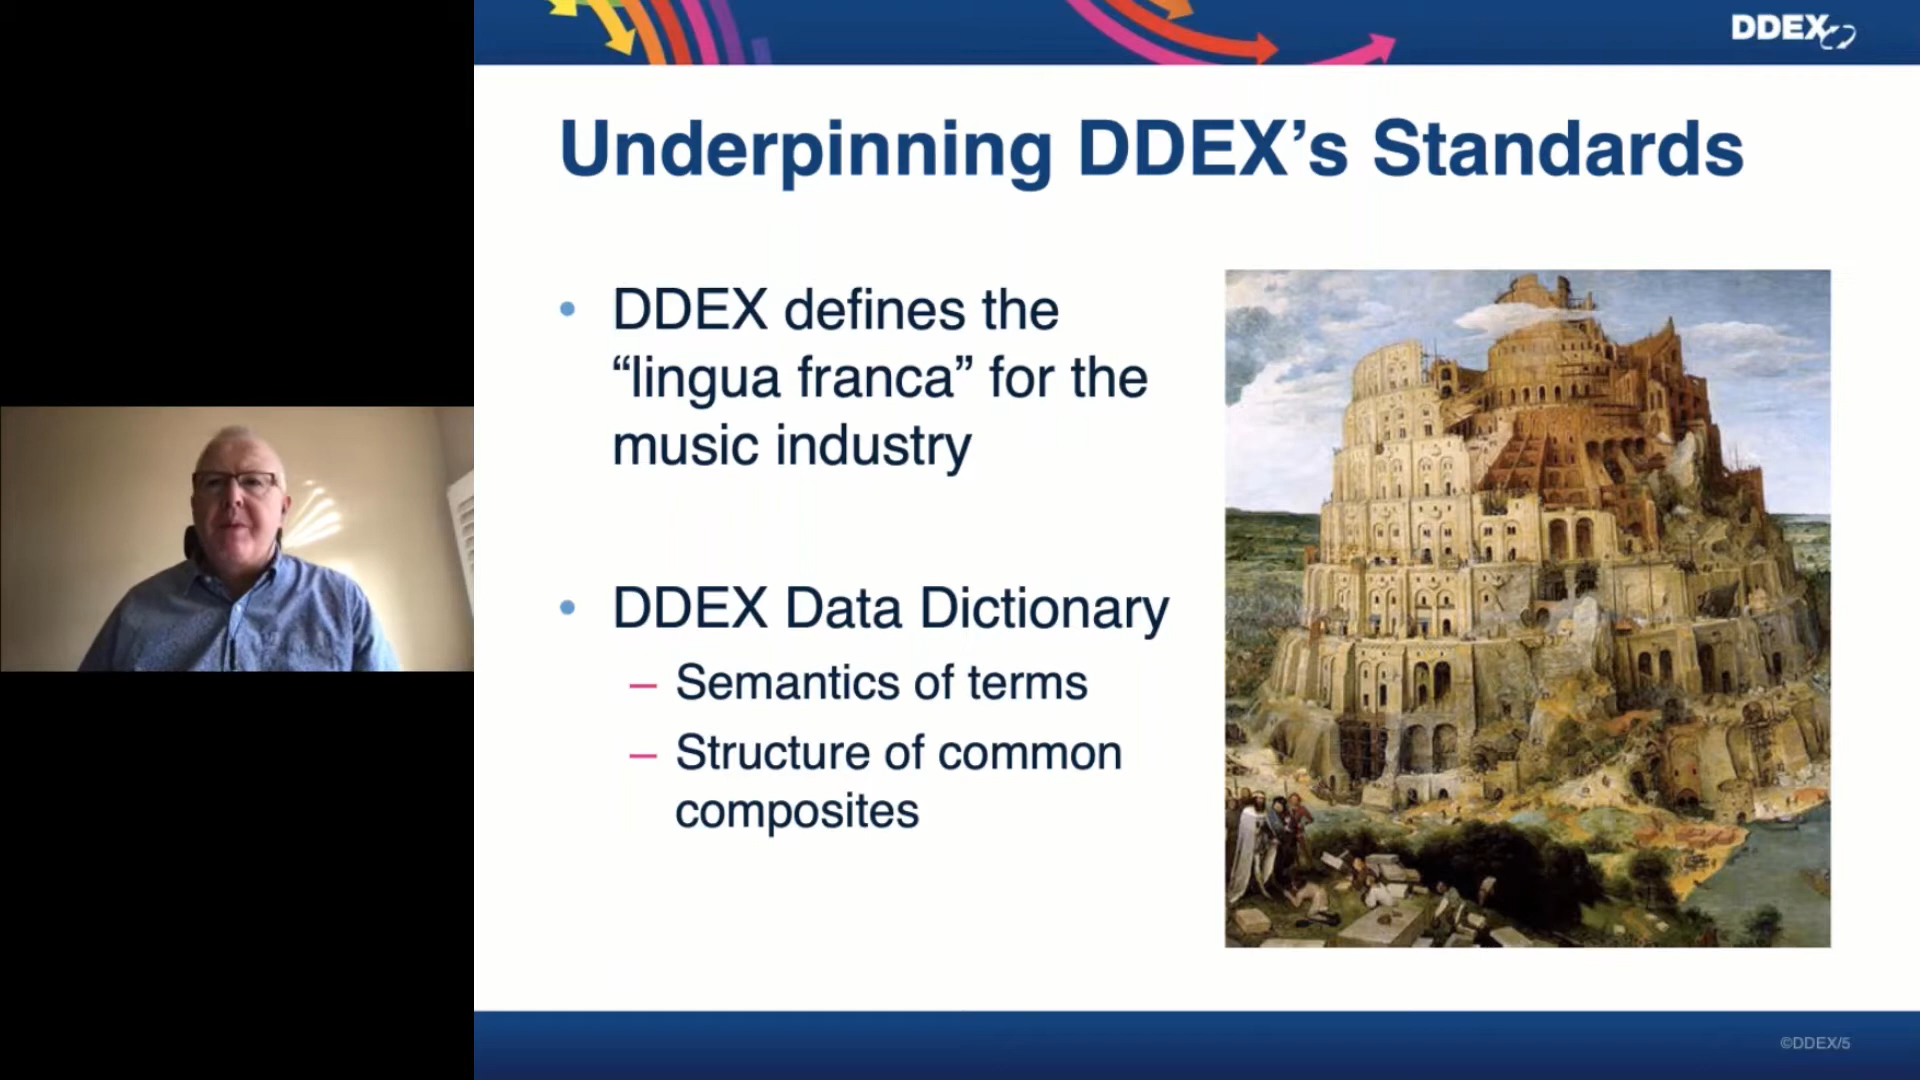 DDEX
Underpinning DDEX’s Standards
• DDEX defines the
“lingua franca” for the
music industry
• DDEX Data Dictionary
– Semantics of terms
– Structure of common
composites
©DDEX/5